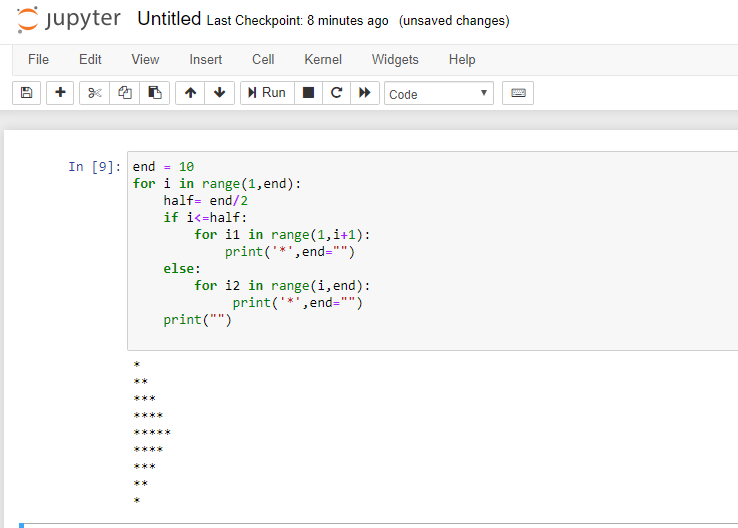 jupyter Untitled Last Checkpoint: 8 minutes ago (unsaved changes)
File Edit View Insert Cell Kernel Widgets Help
Run Code
In [9]: end = 10
for i in range(1,end):
    half= end/2
    if i<=half:
        for i1 in range(1,i+1):
            print('*',end="")
    else:
        for i2 in range(i,end):
             print('*',end="")
    print("")
*
**
***
****
*****
****
***
**
*